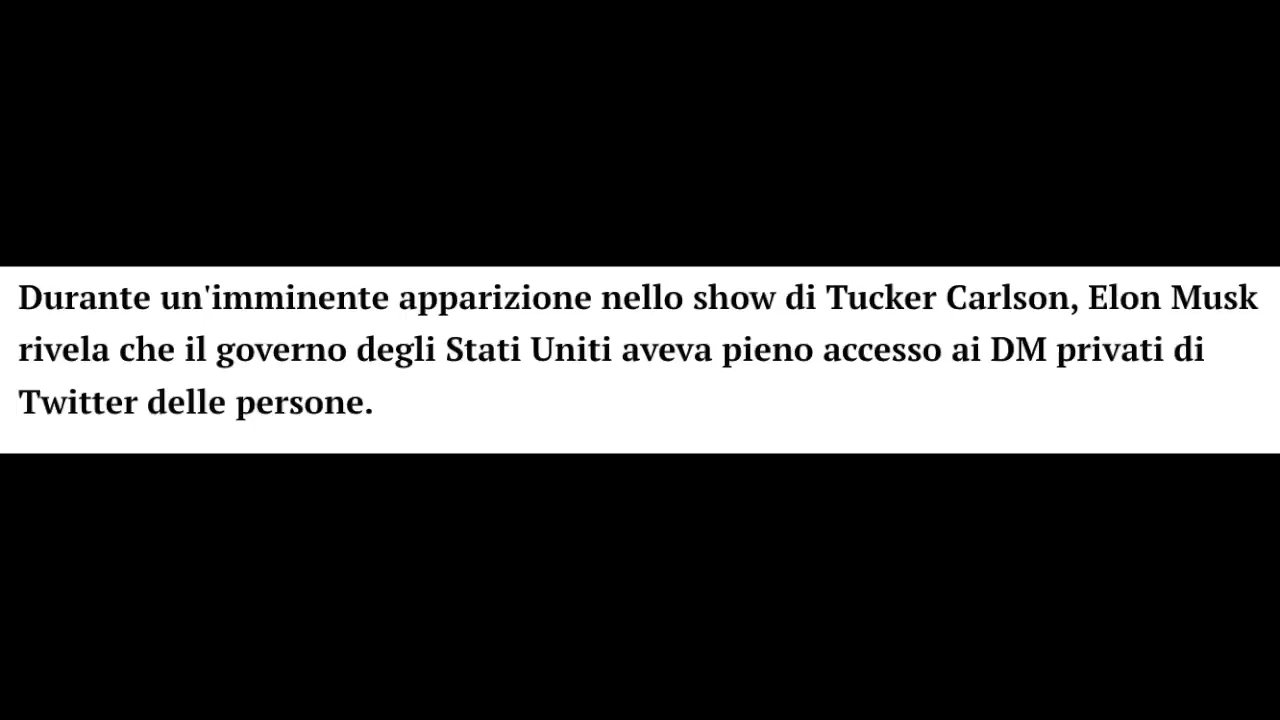 Durante un'imminente apparizione nello show di Tucker Carlson, Elon Musk
rivela che il governo degli Stati Uniti aveva pieno accesso ai DM privati di
Twitter delle persone.